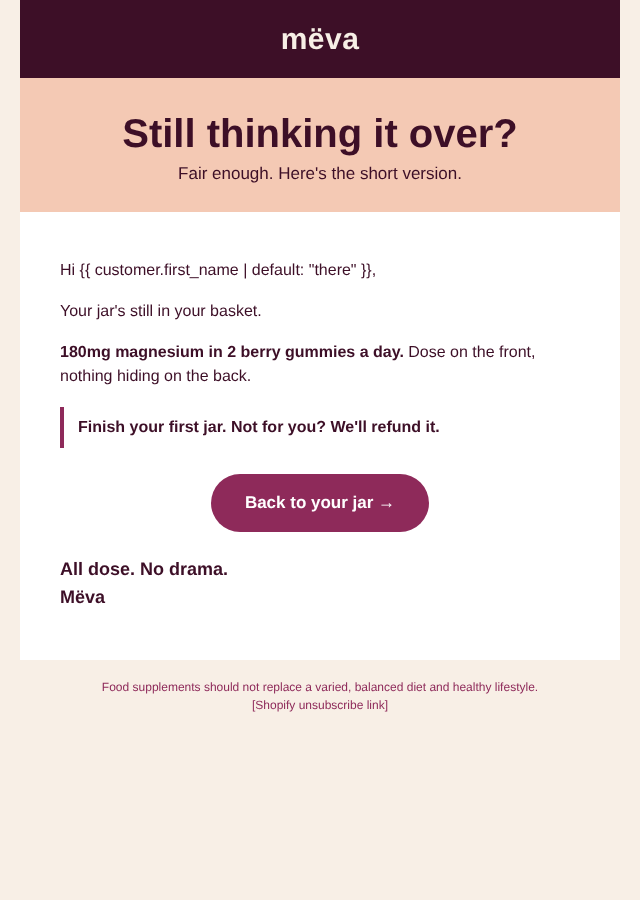 mëva
Still thinking it over?
Fair enough. Here's the short version.
Hi {{ customer.first_name | default: "there" }},
Your jar's still in your basket.
180mg magnesium in 2 berry gummies a day. Dose on the front,
nothing hiding on the back.
Finish your first jar. Not for you? We'll refund it.
Back to your jar →
All dose. No drama.
Mëva
Food supplements should not replace a varied, balanced diet and healthy lifestyle.
[Shopify unsubscribe link]